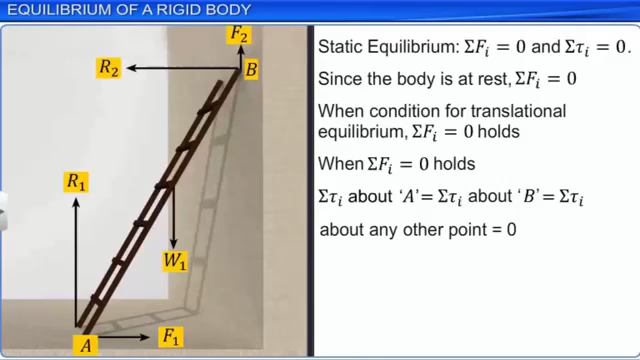 EQUILIBRIUM OF A RIGID BODY
F₂
R₂
B
R₁
W₁
A
F₁
Static Equilibrium: ΣFᵢ = 0 and Στᵢ = 0.
Since the body is at rest, ΣFᵢ = 0
When condition for translational
equilibrium, ΣFᵢ = 0 holds
When ΣFᵢ = 0 holds
Στᵢ about ‘A’= Στᵢ about ‘B’= Στᵢ
about any other point = 0